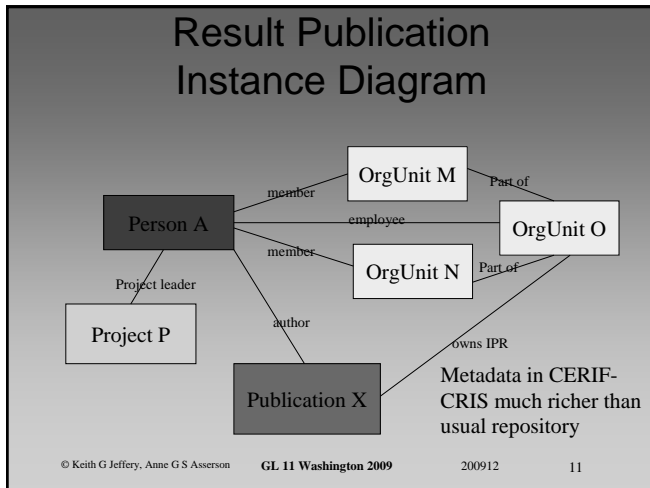 Result Publication
Instance Diagram
OrgUnit M
member
Part of
Person A
employee
OrgUnit O
member
OrgUnit N
Part of
Project leader
Project P
author
owns IPR
Publication X
Metadata in CERIF-
CRIS much richer than
usual repository
© Keith G Jeffery, Anne G S Asserson GL 11 Washington 2009 200912 11